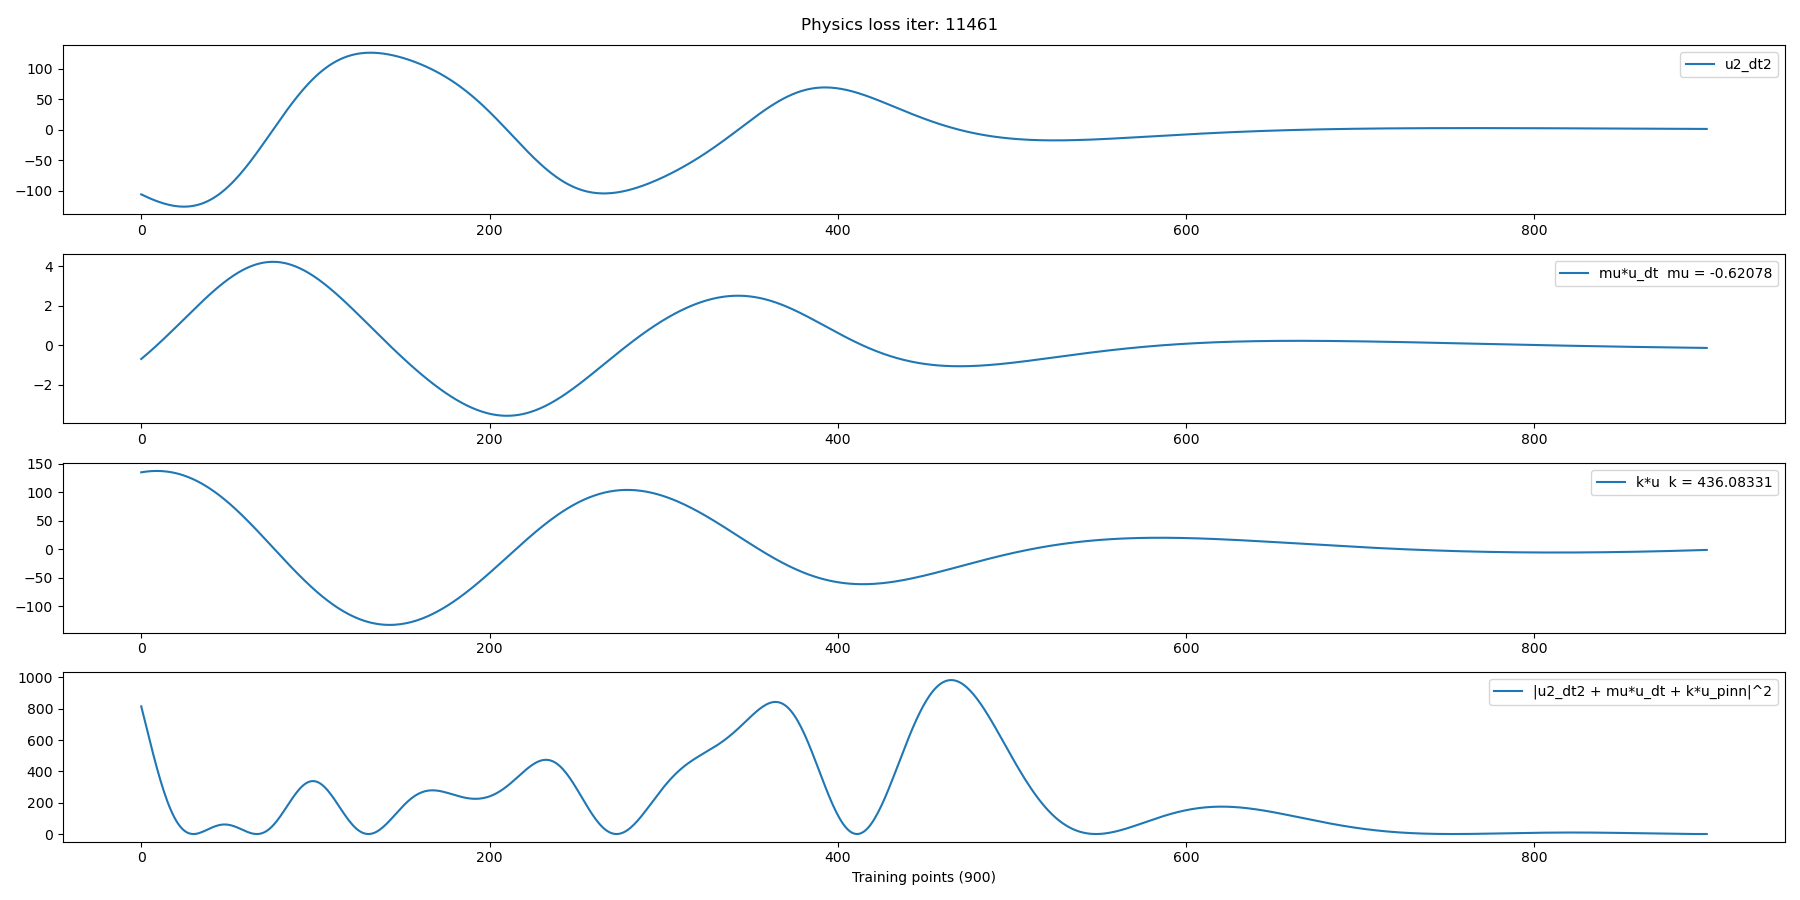 Physics loss iter: 11461
100
50
0
−50
−100
u2_dt2
0 200 400 600 800
4
2
0
−2
mu*u_dt  mu = -0.62078
0 200 400 600 800
150
100
50
0
−50
−100
k*u  k = 436.08331
0 200 400 600 800
1000
800
600
400
200
0
|u2_dt2 + mu*u_dt + k*u_pinn|^2
0 200 400 600 800
Training points (900)